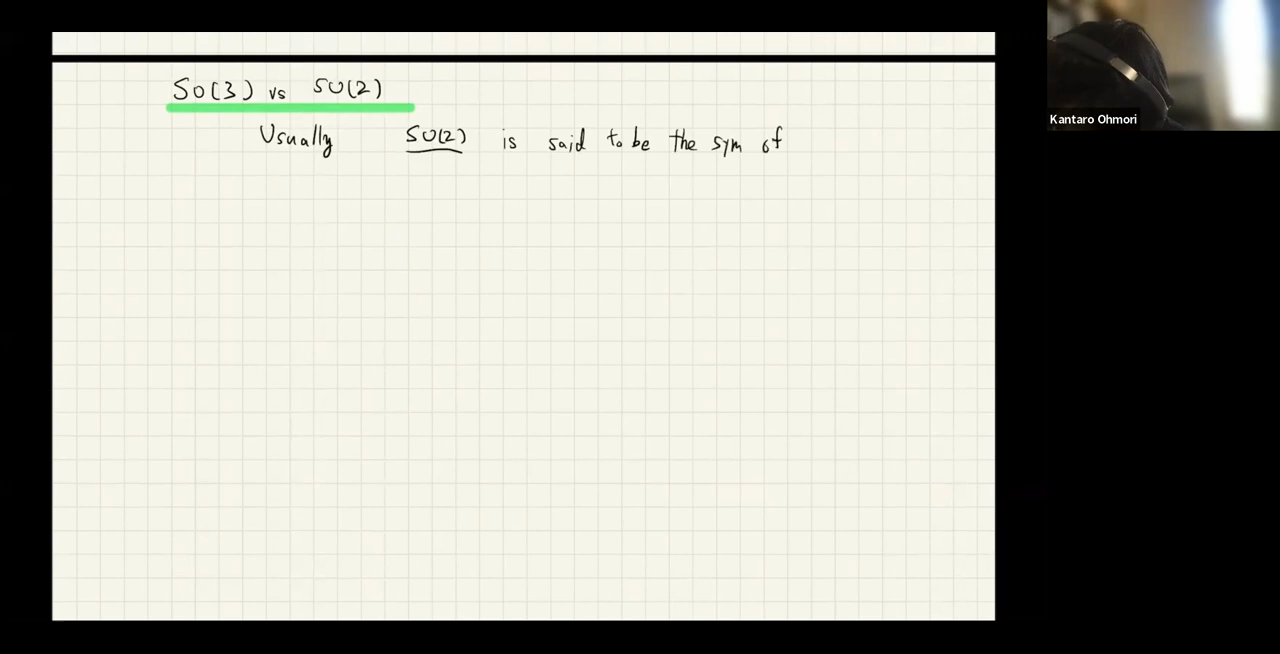 SO(3) vs SU(2)
Usually SU(2) is said to be the sym of
Kantaro Ohmori